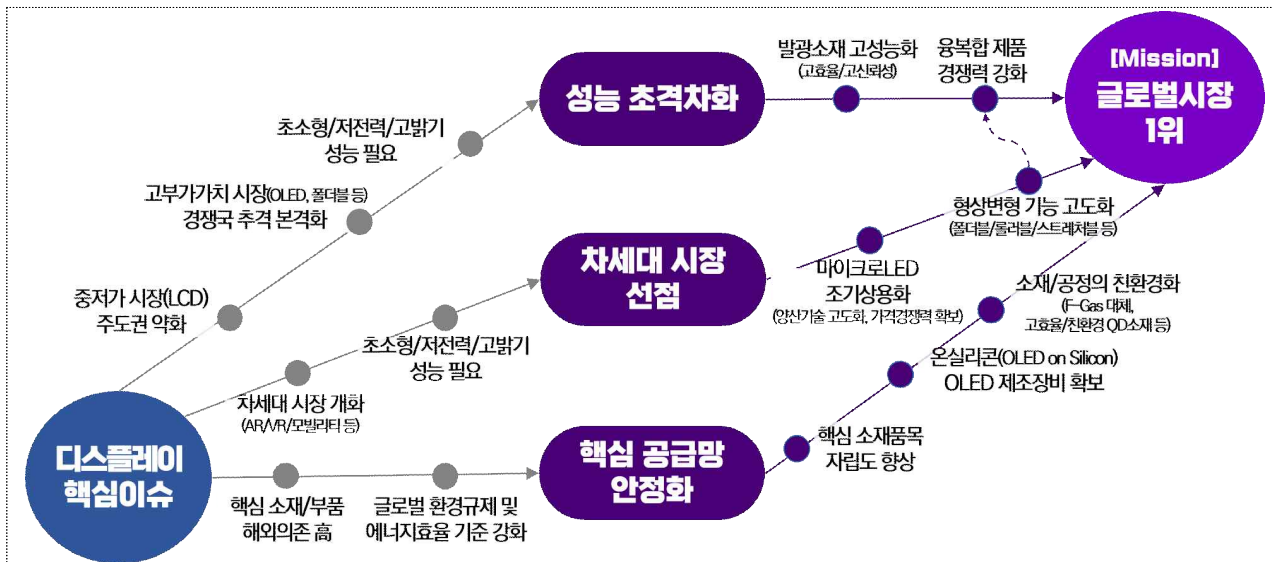 디스플레이
핵심이슈
중저가 시장(LCD)
주도권 약화
고부가가치 시장(OLED, 폴더블 등)
경쟁국 추격 본격화
초소형/저전력/고밝기
성능 필요
성능 초격차화
발광소재 고성능화
(고효율/고신뢰성)
융복합 제품
경쟁력 강화
차세대 시장 개화
(AR/VR/모빌리티 등)
초소형/저전력/고밝기
성능 필요
차세대 시장
선점
마이크로LED
조기상용화
(양산기술 고도화, 가격경쟁력 확보)
형상변형 기능 고도화
(폴더블/롤러블/스트레처블 등)
핵심 소재/부품
해외의존 高
글로벌 환경규제 및
에너지효율 기준 강화
핵심 공급망
안정화
핵심 소재품목
자립도 향상
온실리콘(OLED on Silicon)
OLED 제조장비 확보
소재/공정의 친환경화
(F-Gas 대체,
고효율/친환경 QD소재 등)
[Mission]
글로벌시장
1위